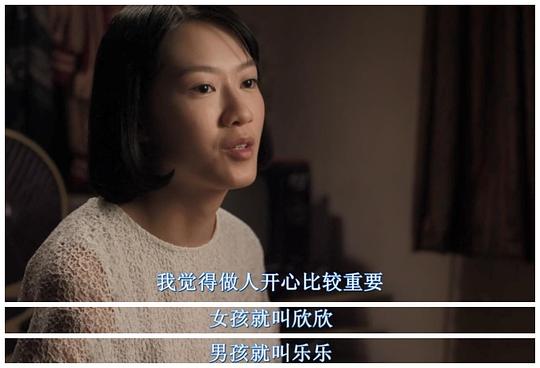 我觉得做人开心比较重要
女孩就叫欣欣
男孩就叫乐乐